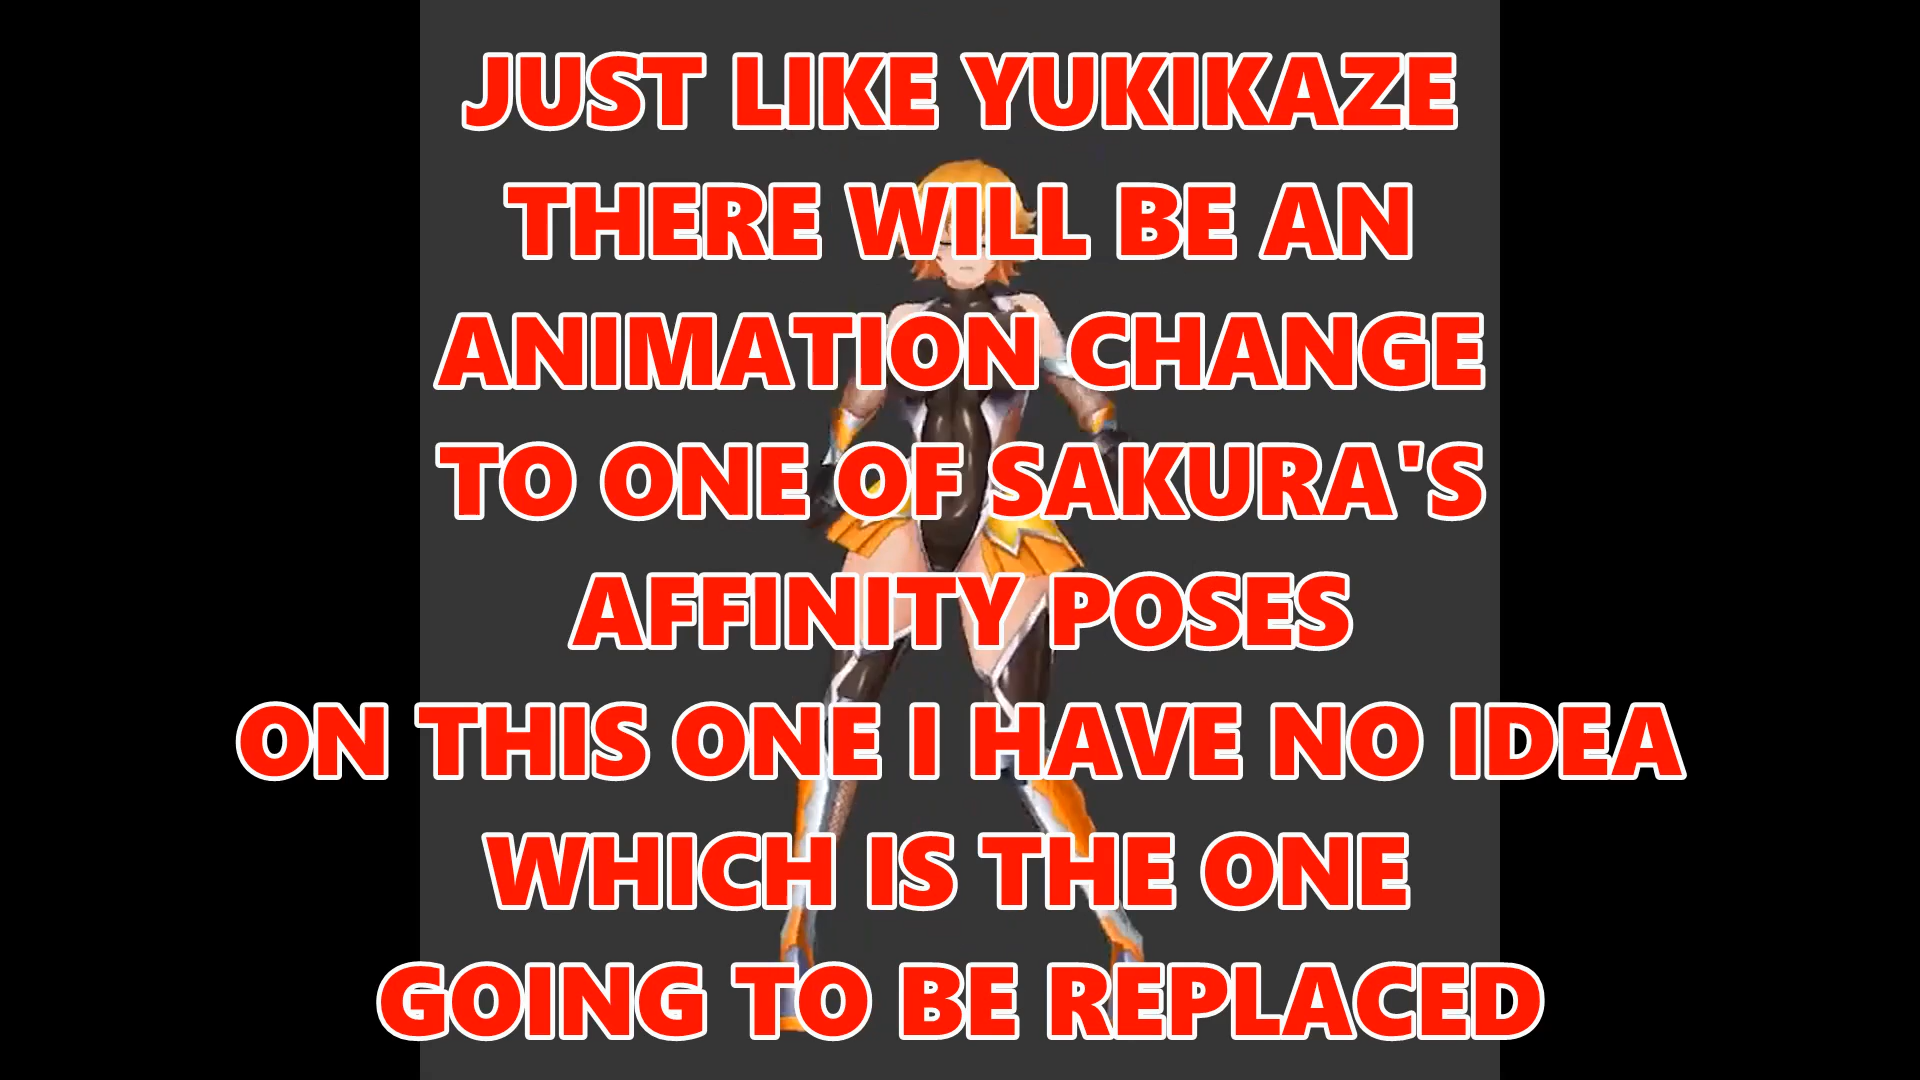 JUST LIKE YUKIKAZE
THERE WILL BE AN
ANIMATION CHANGE
TO ONE OF SAKURA'S
AFFINITY POSES
ON THIS ONE I HAVE NO IDEA
WHICH IS THE ONE
GOING TO BE REPLACED